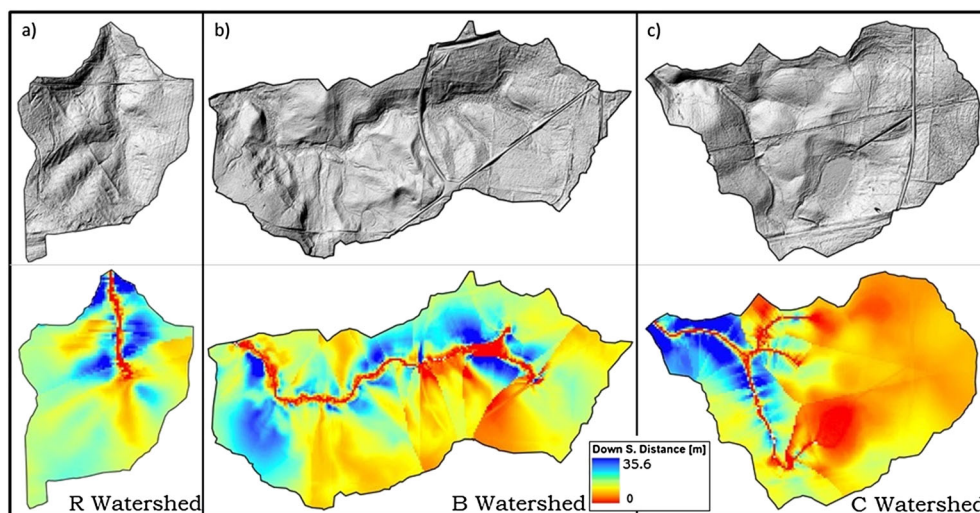 a)
b)
c)
Down S. Distance [m]
35.6
0
R Watershed
B Watershed
C Watershed